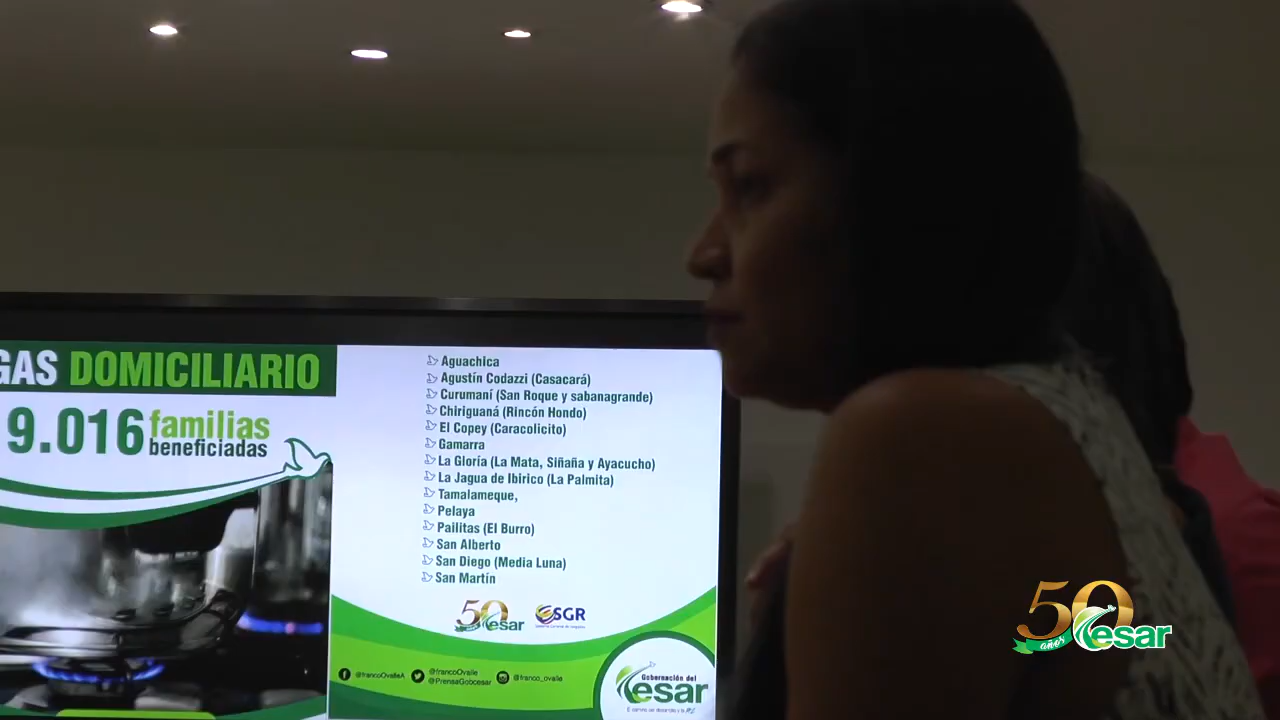 GAS DOMICILIARIO
9.016 familias
beneficiadas
Aguachica
Agustín Codazzi (Casacará)
Curumaní (San Roque y sabanagrande)
Chiriguaná (Rincón Hondo)
El Copey (Caracolicito)
Gamarra
La Gloría (La Mata, Siñaña y Ayacucho)
La Jagua de Ibirico (La Palmita)
Tamalameque,
Pelaya
Pailitas (El Burro)
San Alberto
San Diego (Media Luna)
San Martín
50 Cesar
SGR
@francoOvalleA
@francoOvalle
@PrensaGobcesar
@franco_ovalle
Gobernación del
Cesar
50
años Cesar